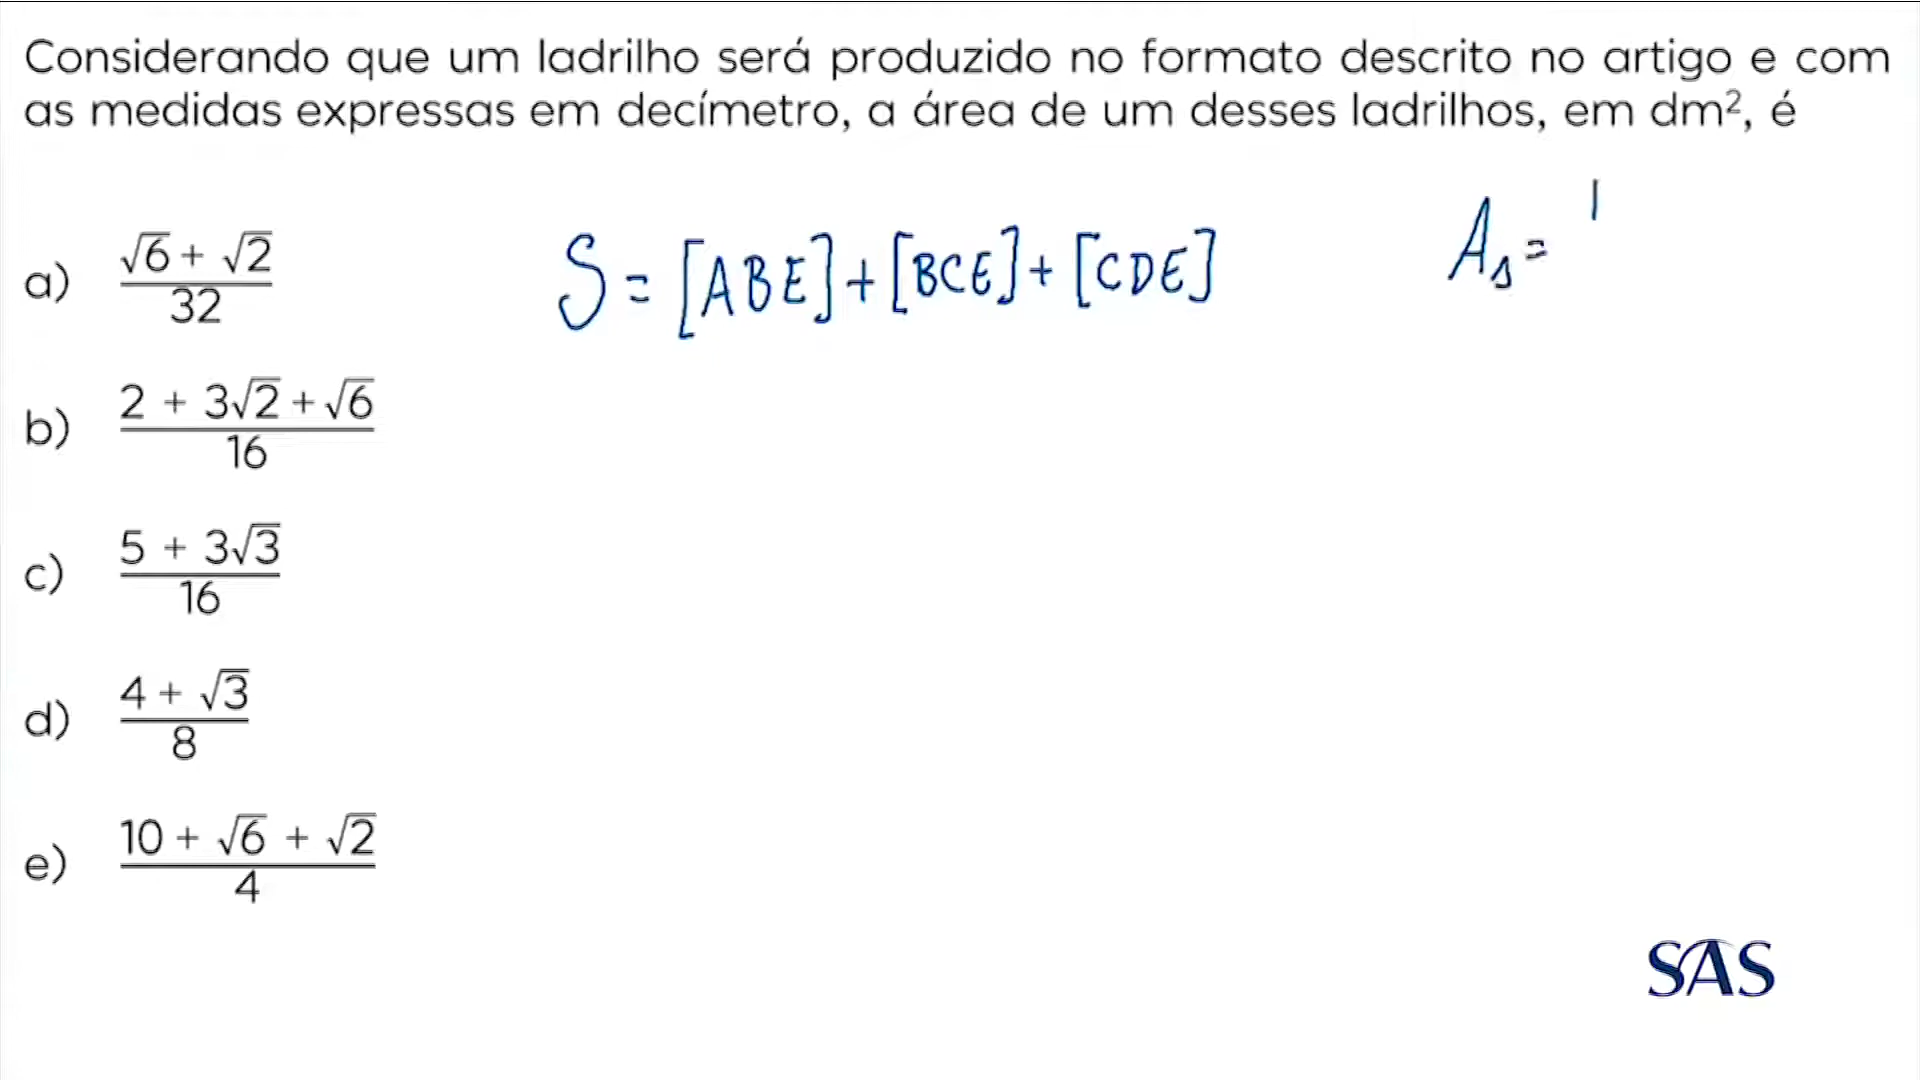 Considerando que um ladrilho será produzido no formato descrito no artigo e com
as medidas expressas em decímetro, a área de um desses ladrilhos, em dm², é
a) (√6 + √2)/32
S = [ABE] + [BCE] + [CDE]
A_s = 1
b) (2 + 3√2 + √6)/16
c) (5 + 3√3)/16
d) (4 + √3)/8
e) (10 + √6 + √2)/4
SAS